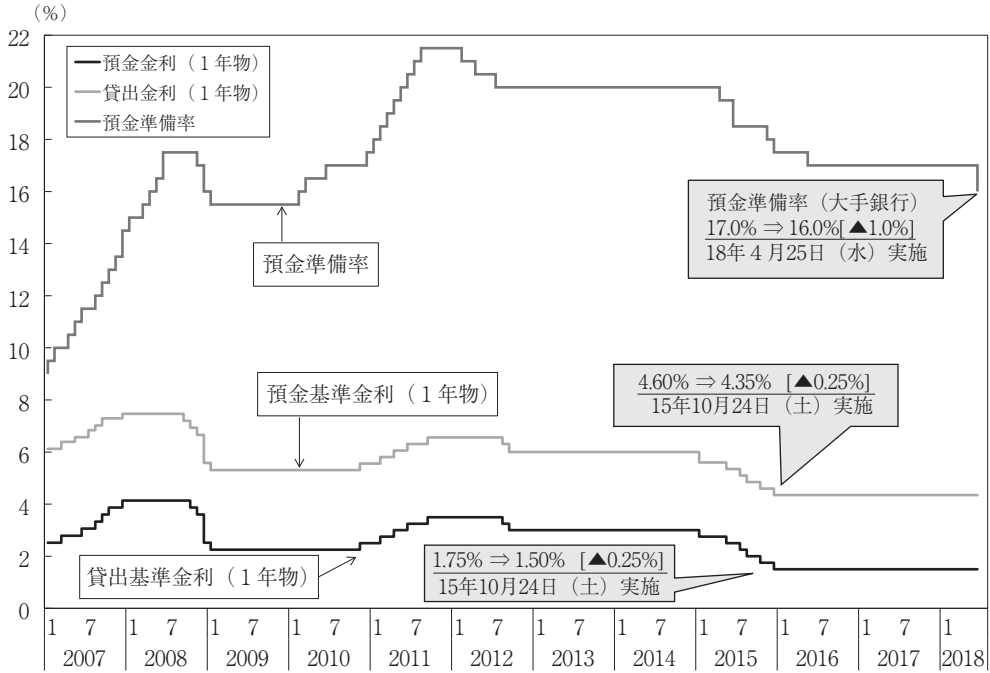 （%）
22
20
18
16
14
12
10
8
6
4
2
0
預金金利（１年物）
貸出金利（１年物）
預金準備率
預金準備率
預金準備率（大手銀行）
17.0% ⇒ 16.0%[ ▲1.0%]
18年４月25日（水）実施
預金基準金利（１年物）
4.60% ⇒ 4.35% [▲0.25%]
15年10月24日（土）実施
貸出基準金利（１年物）
1.75% ⇒ 1.50% [▲0.25%]
15年10月24日（土）実施
1 7 1 7 1 7 1 7 1 7 1 7 1 7 1 7 1 7 1 7 1 7 1
2007 2008 2009 2010 2011 2012 2013 2014 2015 2016 2017 2018